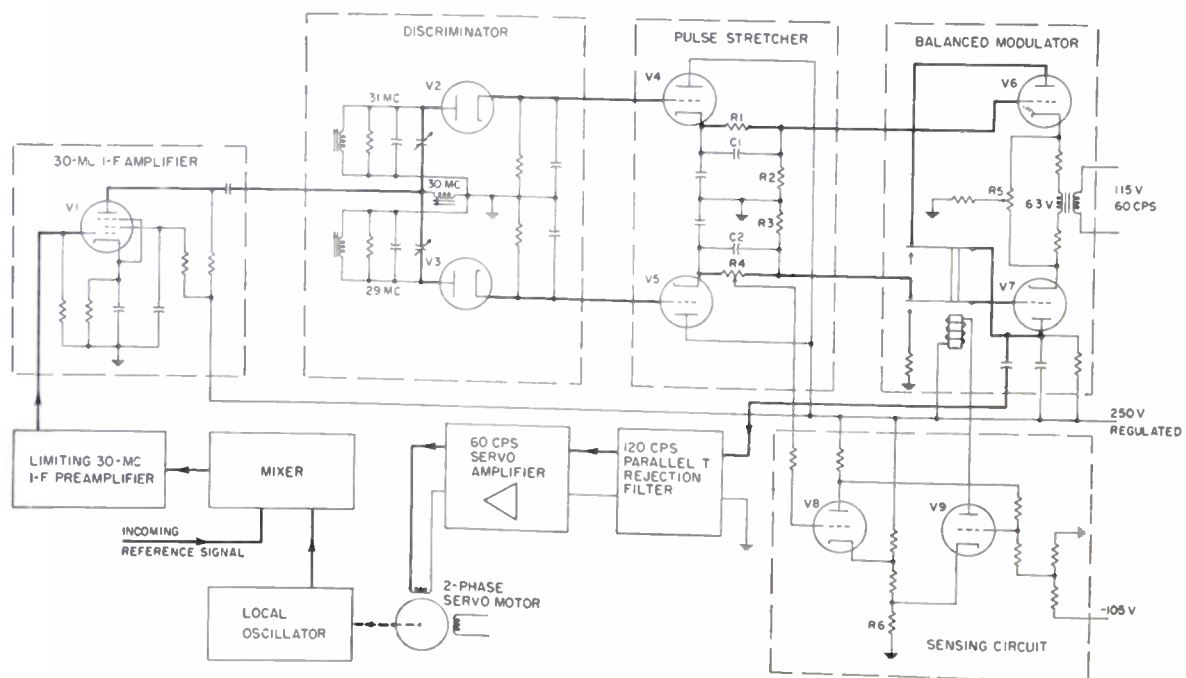 DISCRIMINATOR
PULSE STRETCHER
BALANCED MODULATOR
30-MC I-F AMPLIFIER
V1
31 MC
V2
30 MC
V3
29 MC
V4
R1
C1
R2
R3
C2
R4
V5
V6
R5
6.3 V
115 V
60 CPS
V7
250 V
REGULATED
LIMITING 30-MC
I-F PREAMPLIFIER
MIXER
60 CPS
SERVO
AMPLIFIER
120 CPS
PARALLEL T
REJECTION
FILTER
INCOMING
REFERENCE SIGNAL
LOCAL
OSCILLATOR
2-PHASE
SERVO MOTOR
V8
V9
R6
-105 V
SENSING CIRCUIT